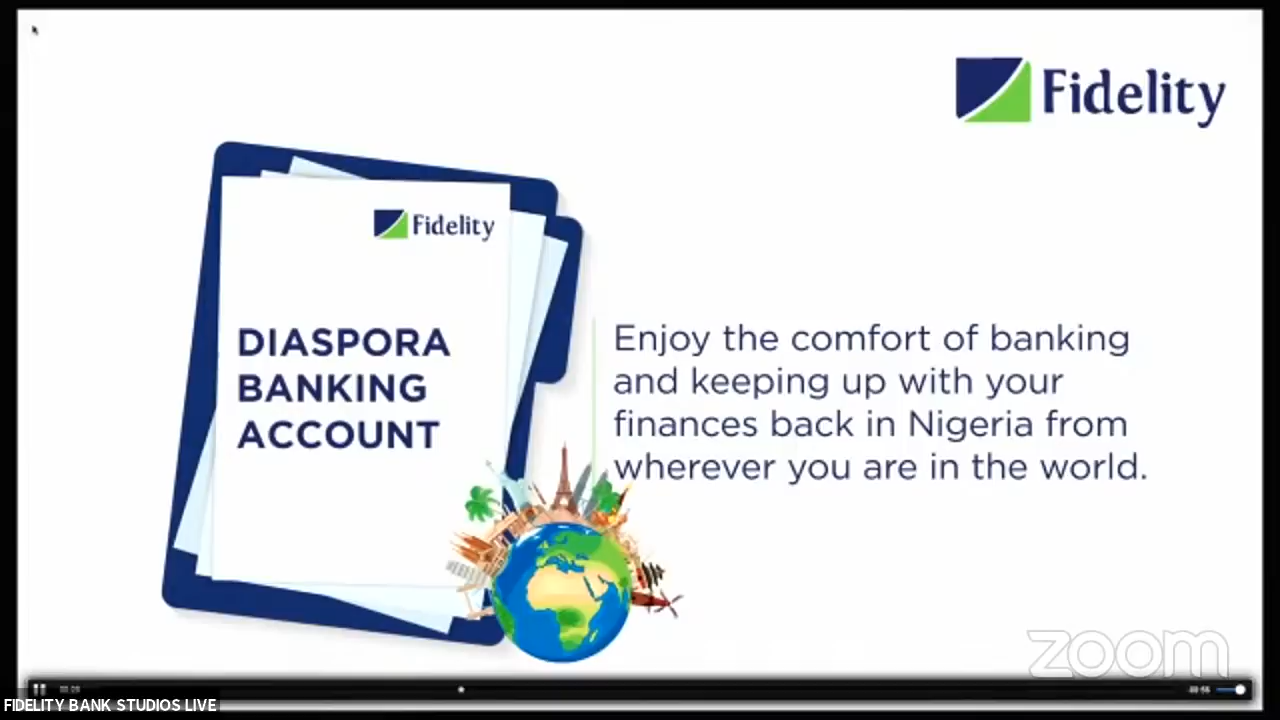 Fidelity
Fidelity
DIASPORA
BANKING
ACCOUNT
Enjoy the comfort of banking
and keeping up with your
finances back in Nigeria from
wherever you are in the world.
zoom
FIDELITY BANK STUDIOS LIVE